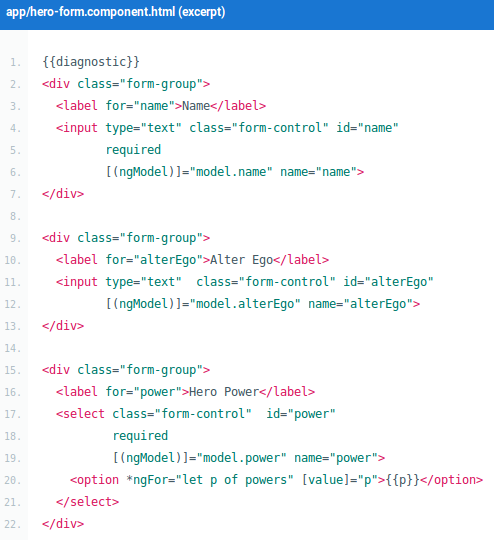 app/hero-form.component.html (excerpt)
1. {{diagnostic}}
2. <div class="form-group">
3.   <label for="name">Name</label>
4.   <input type="text" class="form-control" id="name"
5.          required
6.          [(ngModel)]="model.name" name="name">
7. </div>
8.
9. <div class="form-group">
10.   <label for="alterEgo">Alter Ego</label>
11.   <input type="text"  class="form-control" id="alterEgo"
12.          [(ngModel)]="model.alterEgo" name="alterEgo">
13. </div>
14.
15. <div class="form-group">
16.   <label for="power">Hero Power</label>
17.   <select class="form-control"  id="power"
18.           required
19.           [(ngModel)]="model.power" name="power">
20.     <option *ngFor="let p of powers" [value]="p">{{p}}</option>
21.   </select>
22. </div>